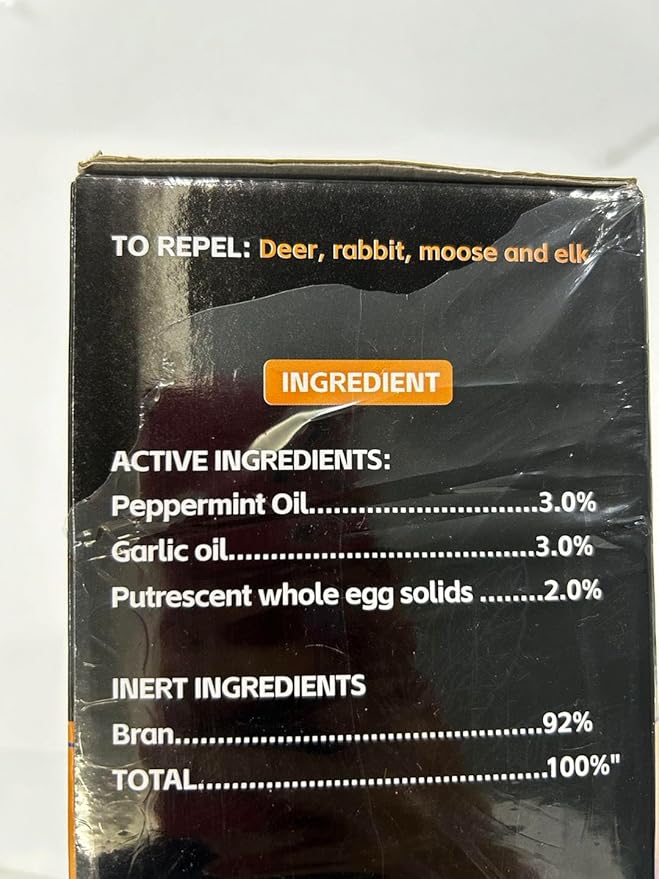 TO REPEL: Deer, rabbit, moose and elk
INGREDIENT
ACTIVE INGREDIENTS:
Peppermint Oil..............................3.0%
Garlic oil.......................................3.0%
Putrescent whole egg solids ........2.0%
INERT INGREDIENTS
Bran...............................................92%
TOTAL.............................................100%"